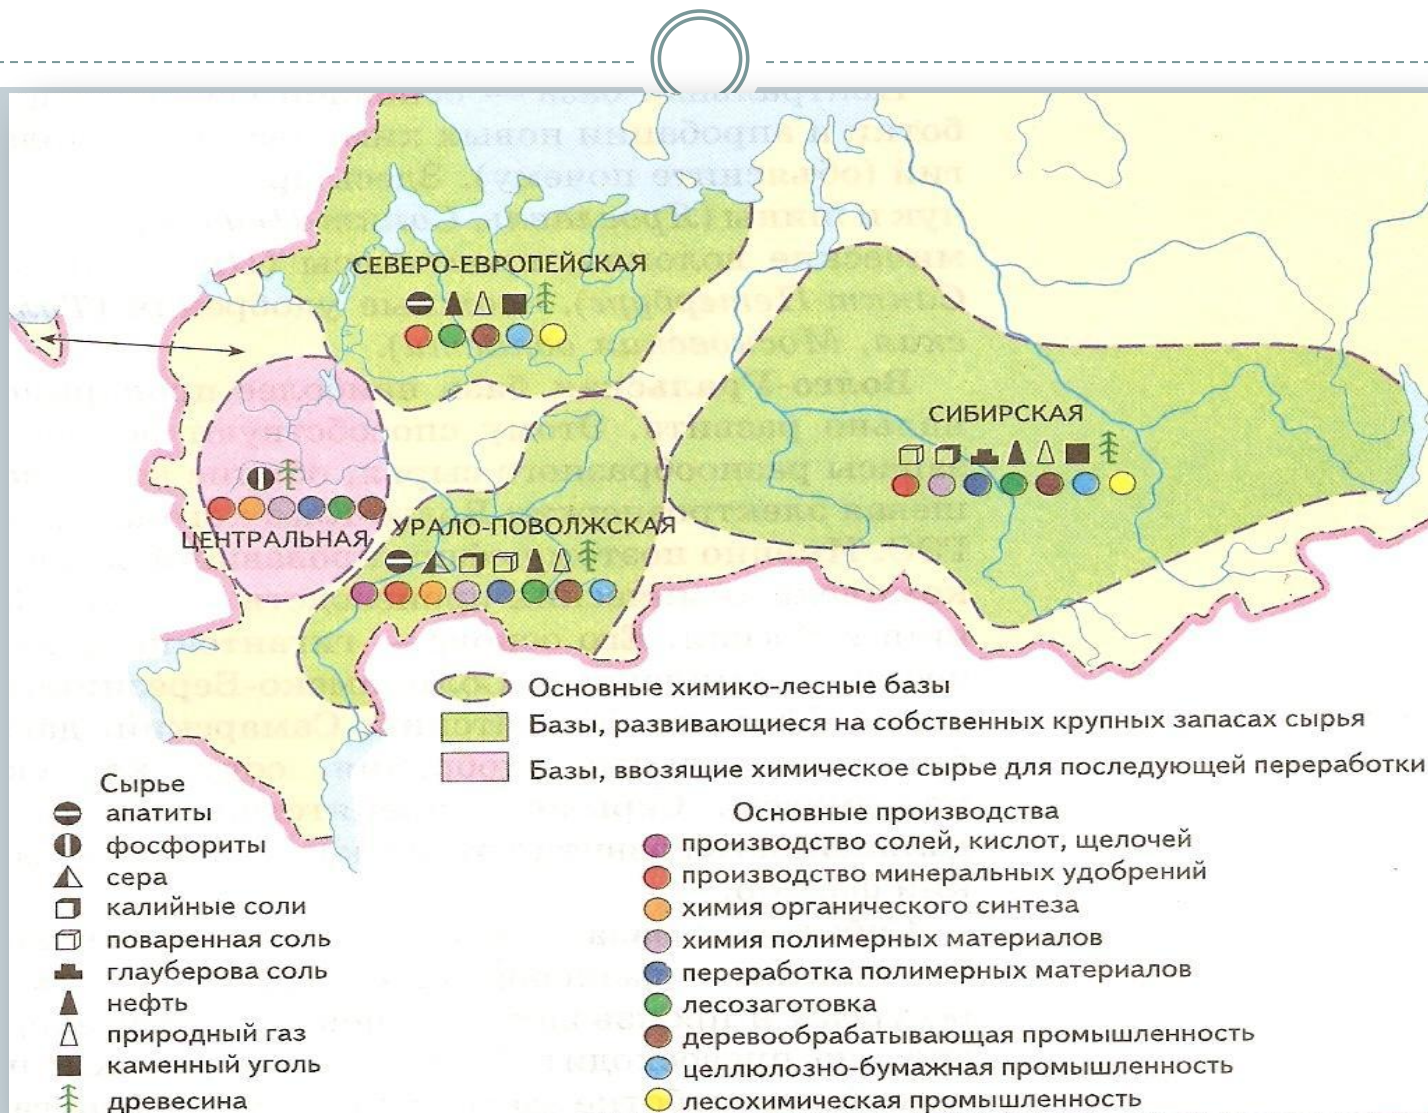 СЕВЕРО-ЕВРОПЕЙСКАЯ
СИБИРСКАЯ
ЦЕНТРАЛЬНАЯ
УРАЛО-ПОВОЛЖСКАЯ
Основные химико-лесные базы
Базы, развивающиеся на собственных крупных запасах сырья
Базы, ввозящие химическое сырье для последующей переработки
Сырье
апатиты
фосфориты
сера
калийные соли
поваренная соль
глауберова соль
нефть
природный газ
каменный уголь
древесина
Основные производства
производство солей, кислот, щелочей
производство минеральных удобрений
химия органического синтеза
химия полимерных материалов
переработка полимерных материалов
лесозаготовка
деревообрабатывающая промышленность
целлюлозно-бумажная промышленность
лесохимическая промышленность